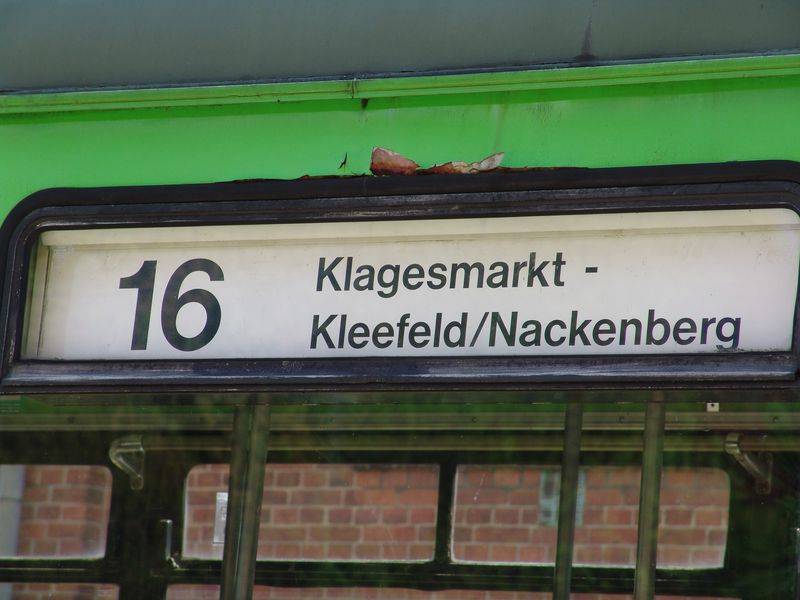 16 Klagesmarkt -
Kleefeld/Nackenberg